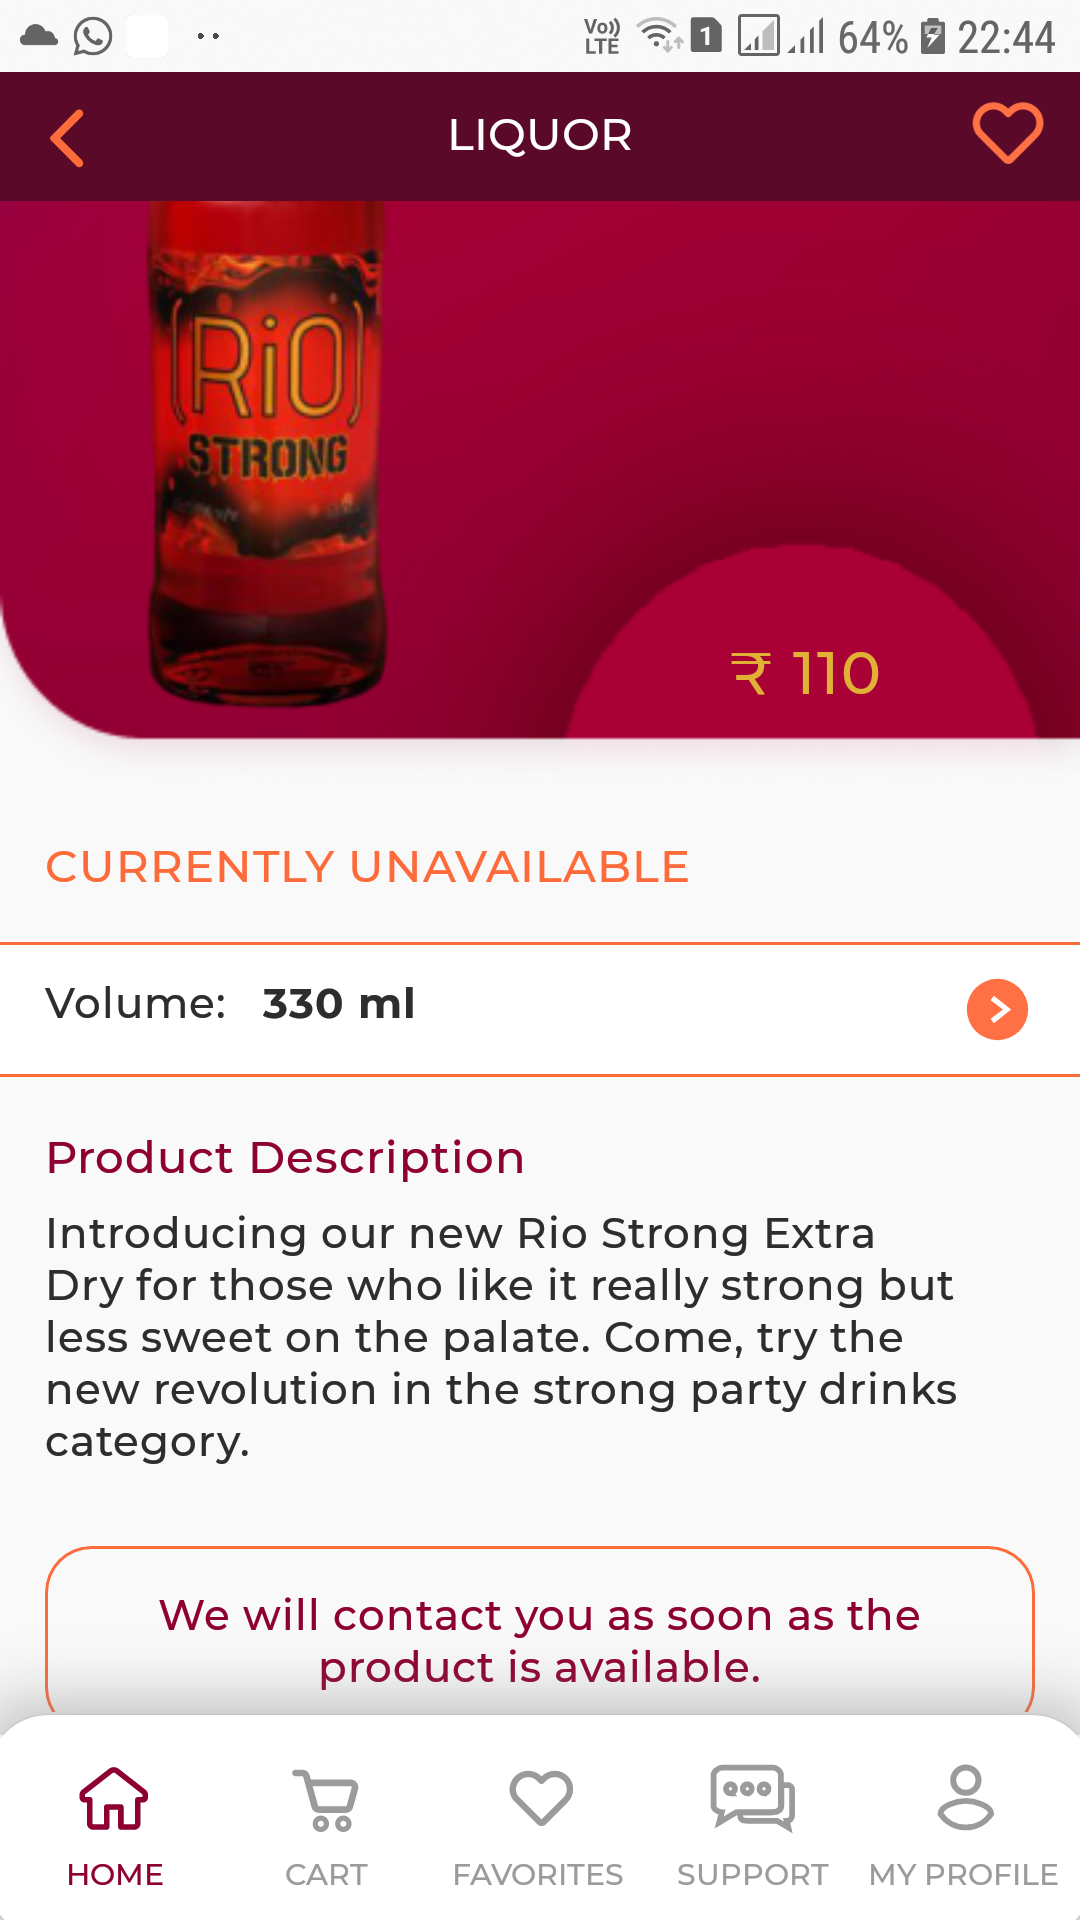 Vo)) LTE 1 64% 22:44
LIQUOR
(RiO)
STRONG
₹ 110
CURRENTLY UNAVAILABLE
Volume: 330 ml
Product Description
Introducing our new Rio Strong Extra
Dry for those who like it really strong but
less sweet on the palate. Come, try the
new revolution in the strong party drinks
category.
We will contact you as soon as the
product is available.
HOME CART FAVORITES SUPPORT MY PROFILE